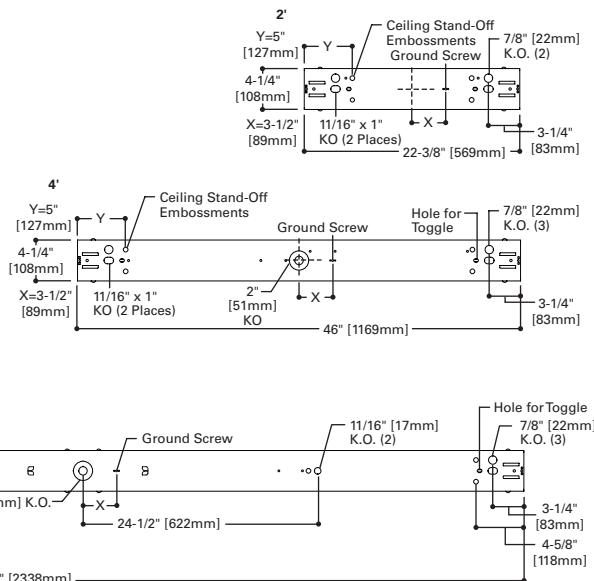 2'
Y=5"
[127mm]
Y
Ceiling Stand-Off
Embossments
Ground Screw
7/8" [22mm]
K.O. (2)
4-1/4"
[108mm]
X=3-1/2"
[89mm]
11/16" x 1"
KO (2 Places)
X
22-3/8" [569mm]
3-1/4"
[83mm]
4'
Y=5"
[127mm]
Y
Ceiling Stand-Off
Embossments
Ground Screw
Hole for
Toggle
7/8" [22mm]
K.O. (3)
4-1/4"
[108mm]
X=3-1/2"
[89mm]
11/16" x 1"
KO (2 Places)
2"
[51mm]
KO
X
46" [1169mm]
3-1/4"
[83mm]
Ground Screw
11/16" [17mm]
K.O. (2)
Hole for Toggle
7/8" [22mm]
K.O. (3)
m] K.O.
X
24-1/2" [622mm]
3-1/4"
[83mm]
4-5/8"
[118mm]
" [2338mm]